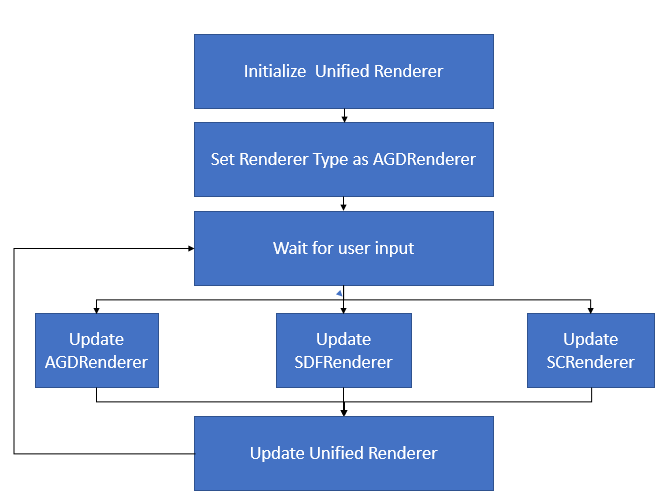 Initialize  Unified Renderer
Set Renderer Type as AGDRenderer
Wait for user input
Update
AGDRenderer
Update
SDFRenderer
Update
SCRenderer
Update Unified Renderer